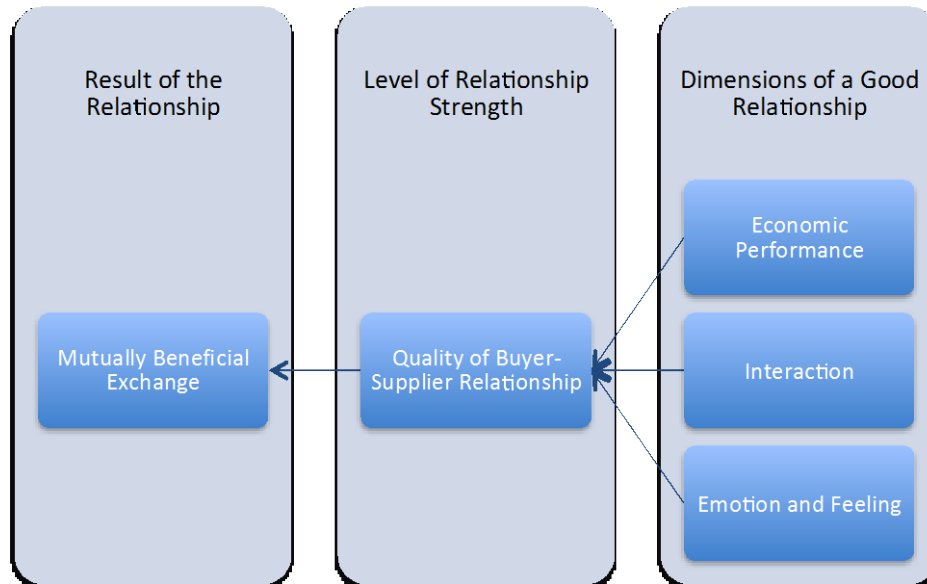 Result of the
Relationship
Mutually Beneficial
Exchange
Level of Relationship
Strength
Quality of Buyer-
Supplier Relationship
Dimensions of a Good
Relationship
Economic
Performance
Interaction
Emotion and Feeling